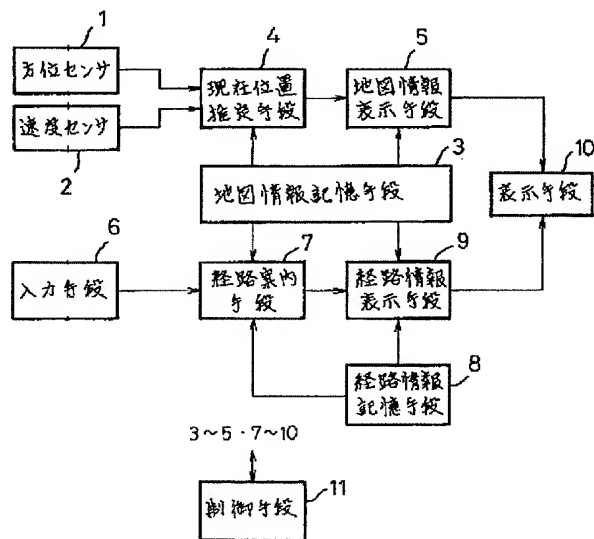 1
方位センサ
速度センサ
2
4
現在位置
推定手段
5
地図情報
表示手段
3
地図情報記憶手段
10
表示手段
6
入力手段
7
経路案内
手段
9
経路情報
表示手段
経路情報
記憶手段
8
3~5·7~10
制御手段
11